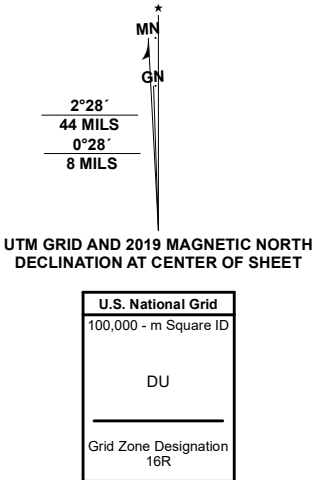 MN
GN
2°28´
44 MILS
0°28´
8 MILS
UTM GRID AND 2019 MAGNETIC NORTH
DECLINATION AT CENTER OF SHEET
U.S. National Grid
100,000 - m Square ID
DU
Grid Zone Designation
16R